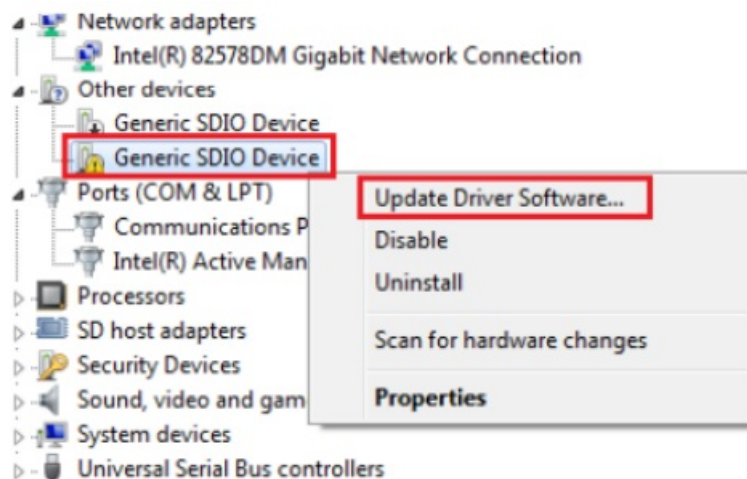 Network adapters
Intel(R) 82578DM Gigabit Network Connection
Other devices
Generic SDIO Device
Generic SDIO Device
Ports (COM & LPT)
Communications P
Intel(R) Active Man
Processors
SD host adapters
Security Devices
Sound, video and gam
System devices
Universal Serial Bus controllers
Update Driver Software...
Disable
Uninstall
Scan for hardware changes
Properties